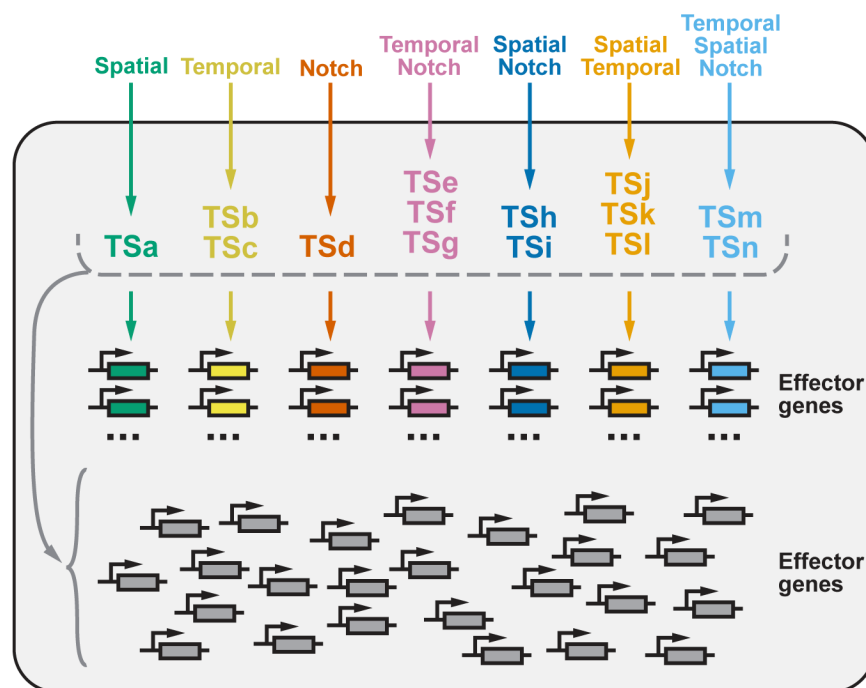 Spatial
Temporal
Notch
Temporal
Notch
Spatial
Notch
Spatial
Temporal
Temporal
Spatial
Notch
TSa
TSb
TSc
TSd
TSe
TSf
TSg
TSh
TSi
TSj
TSk
TSl
TSm
TSn
Effector
genes
Effector
genes